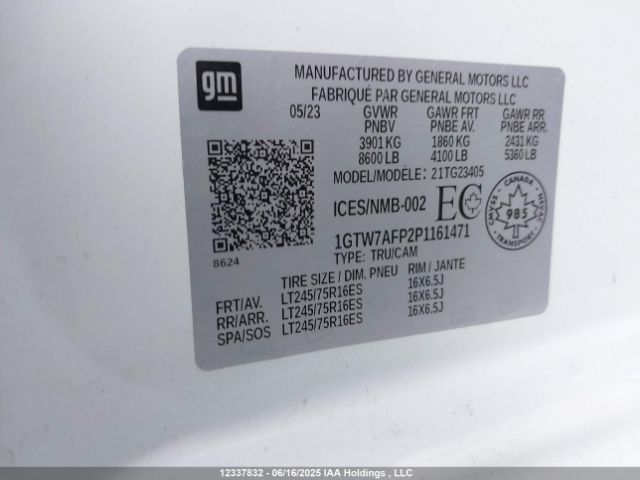 gm
MANUFACTURED BY GENERAL MOTORS LLC
FABRIQUÉ PAR GENERAL MOTORS LLC
05/23 GVWR GAWR FRT GAWR RR
PNBV PNBE AV. PNBE ARR.
3901 KG 1860 KG 2431 KG
8600 LB 4100 LB 5360 LB
MODEL/MODÈLE: 21TG23405
ICES/NMB-002 EC
CANADA
CMVSS 985 NSVAC
1GTW7AFP2P1161471
8624 TYPE: TRU/CAM
TIRE SIZE / DIM. PNEU RIM / JANTE
FRT/AV. LT245/75R16ES 16X6.5J
RR/ARR. LT245/75R16ES 16X6.5J
SPA/SOS LT245/75R16ES 16X6.5J
12337832 - 06/16/2025 IAA Holdings , LLC